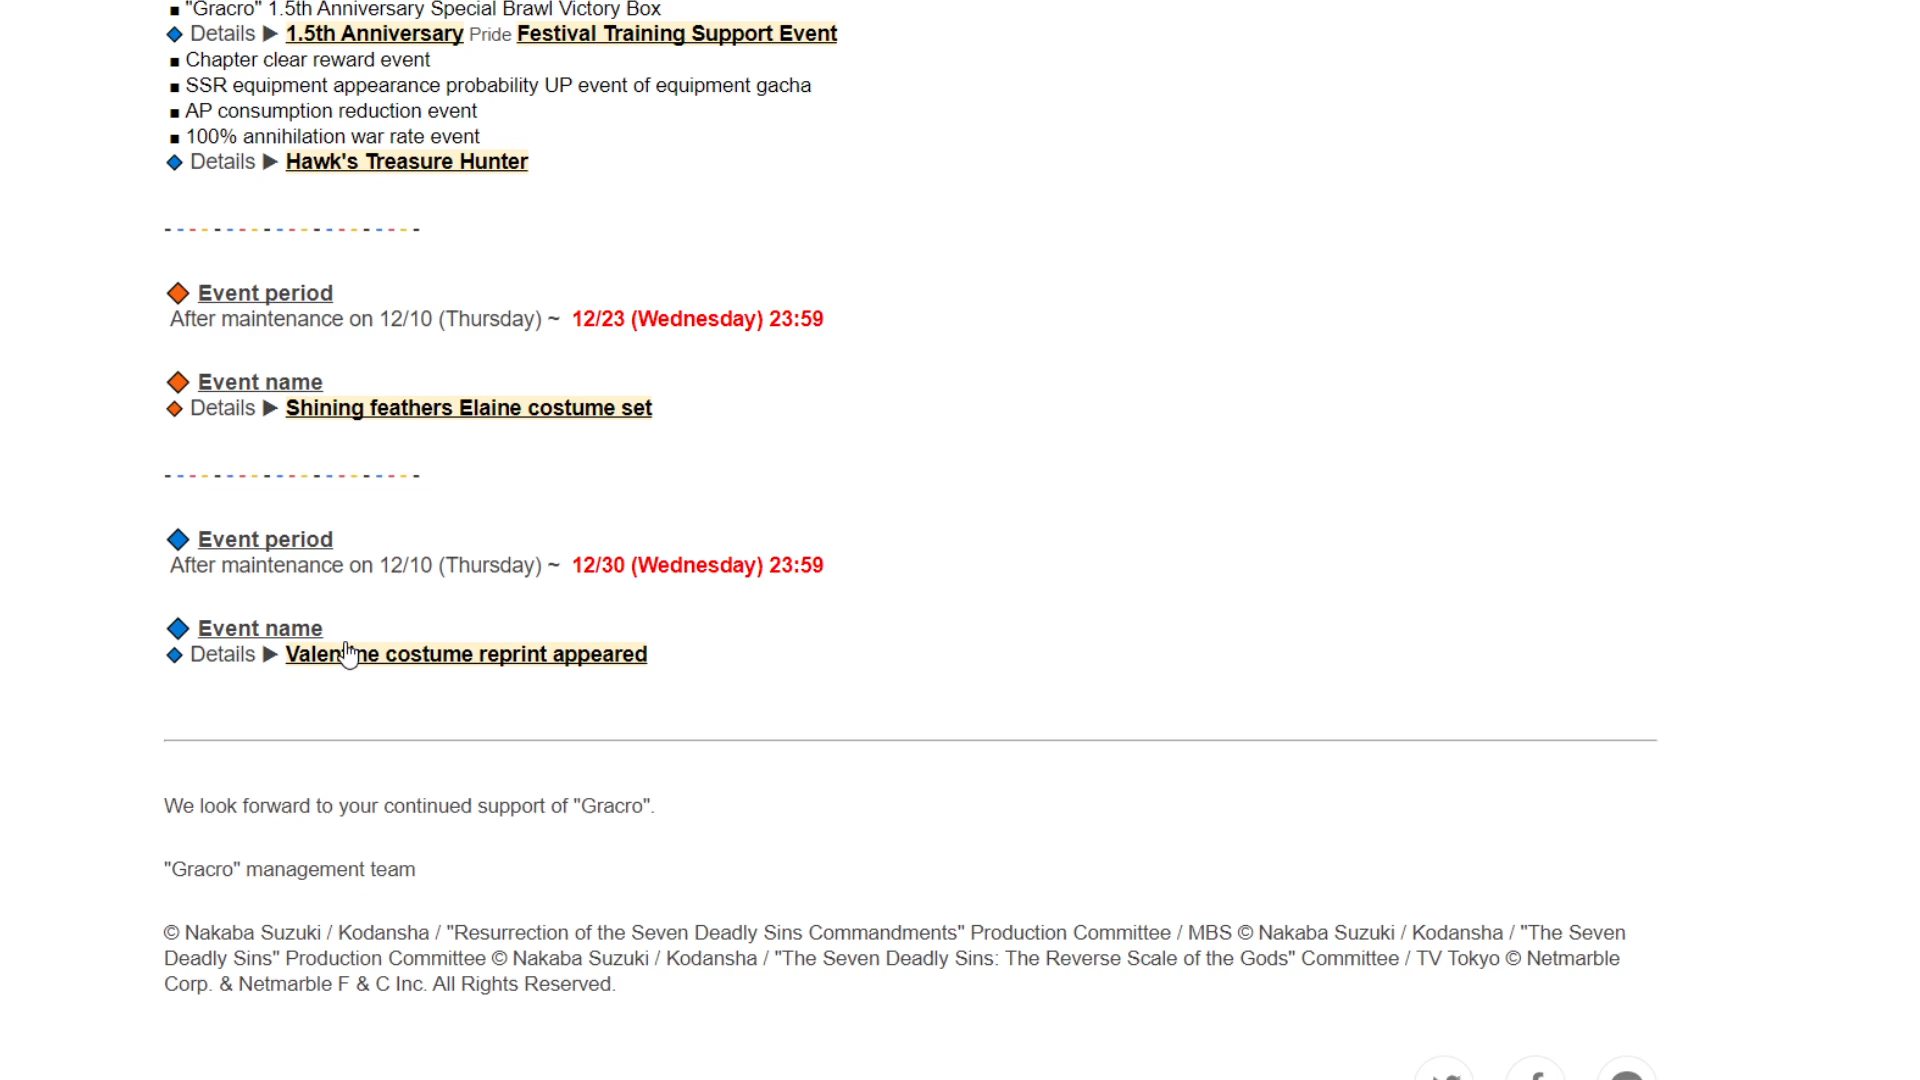 ■ "Gracro" 1.5th Anniversary Special Brawl Victory Box
Details ▶ 1.5th Anniversary Pride Festival Training Support Event
■ Chapter clear reward event
■ SSR equipment appearance probability UP event of equipment gacha
■ AP consumption reduction event
■ 100% annihilation war rate event
Details ▶ Hawk's Treasure Hunter
- - - - - - - - - - - - - - - - - - - - -
Event period
After maintenance on 12/10 (Thursday) ~ 12/23 (Wednesday) 23:59
Event name
Details ▶ Shining feathers Elaine costume set
- - - - - - - - - - - - - - - - - - - - -
Event period
After maintenance on 12/10 (Thursday) ~ 12/30 (Wednesday) 23:59
Event name
Details ▶ Valentine costume reprint appeared
We look forward to your continued support of "Gracro".
"Gracro" management team
© Nakaba Suzuki / Kodansha / "Resurrection of the Seven Deadly Sins Commandments" Production Committee / MBS © Nakaba Suzuki / Kodansha / "The Seven
Deadly Sins" Production Committee © Nakaba Suzuki / Kodansha / "The Seven Deadly Sins: The Reverse Scale of the Gods" Committee / TV Tokyo © Netmarble
Corp. & Netmarble F & C Inc. All Rights Reserved.